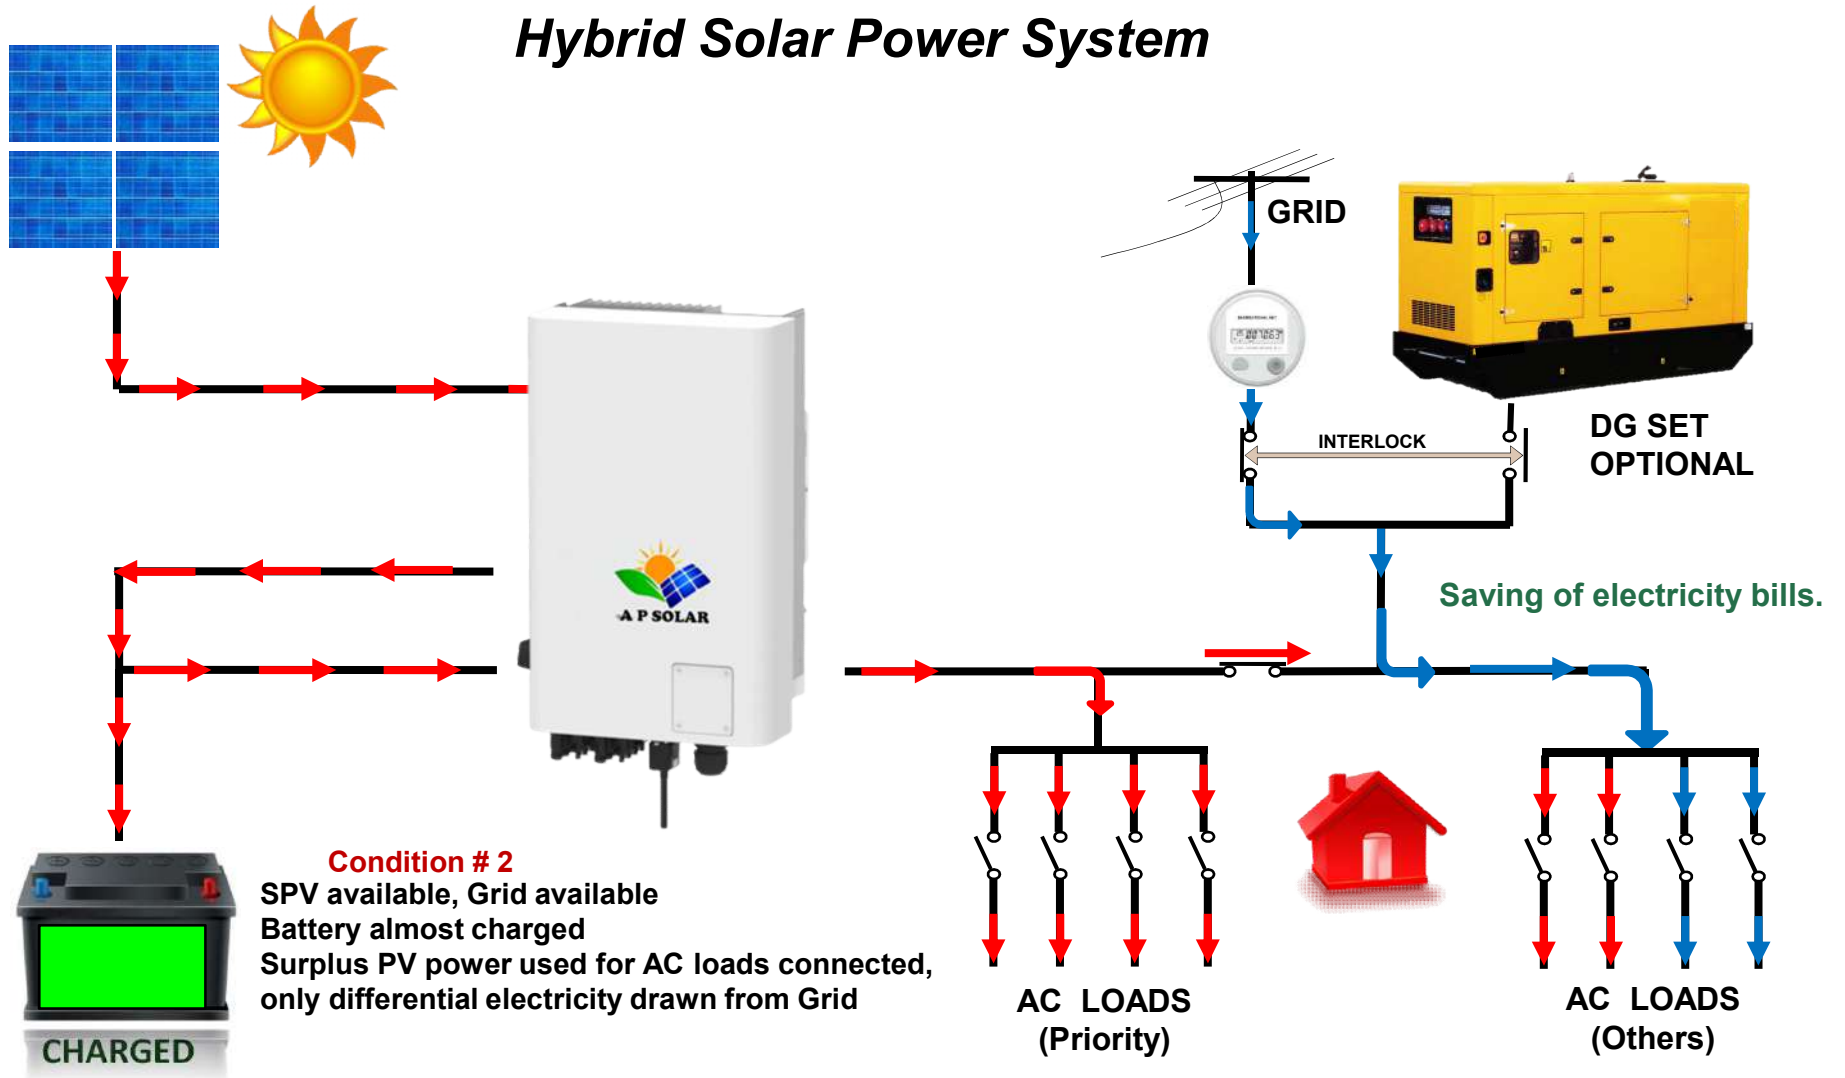 Hybrid Solar Power System
GRID
INTERLOCK
DG SET
OPTIONAL
Saving of electricity bills.
A P SOLAR
Condition # 2
SPV available, Grid available
Battery almost charged
Surplus PV power used for AC loads connected,
only differential electricity drawn from Grid
CHARGED
AC LOADS
(Priority)
AC LOADS
(Others)